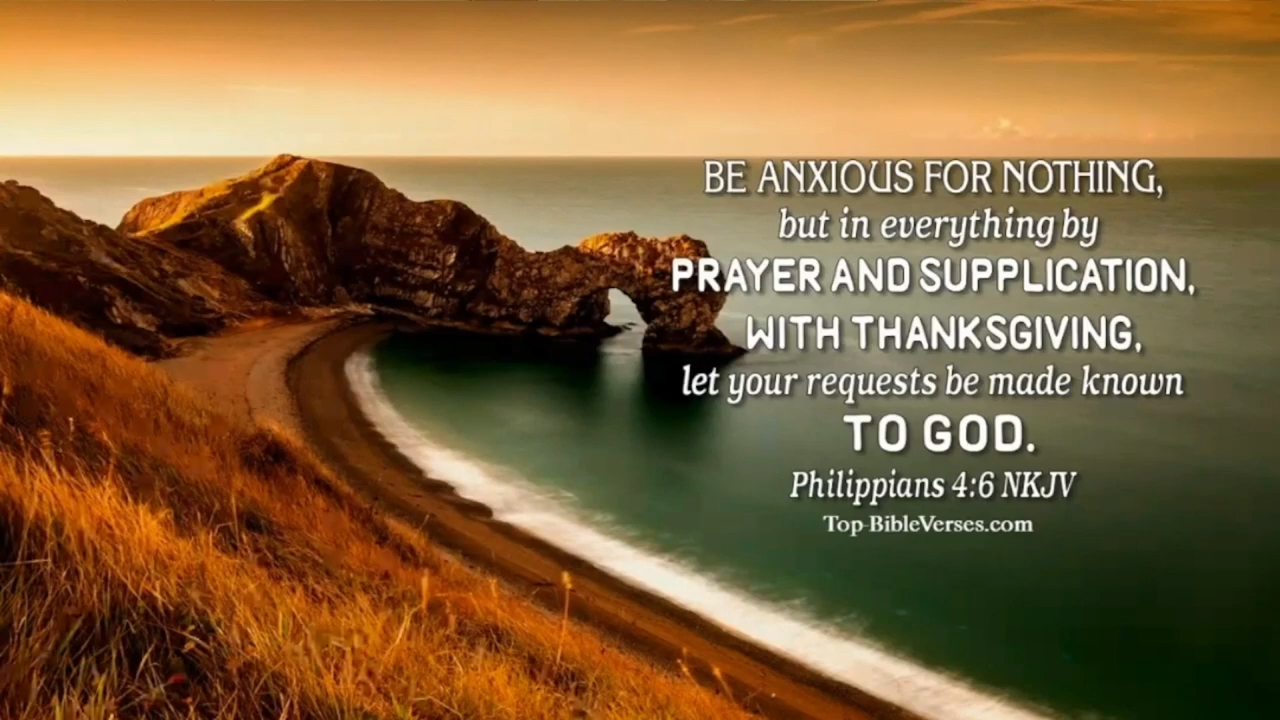 BE ANXIOUS FOR NOTHING,
but in everything by
PRAYER AND SUPPLICATION,
WITH THANKSGIVING,
let your requests be made known
TO GOD.
Philippians 4:6 NKJV
Top-BibleVerses.com